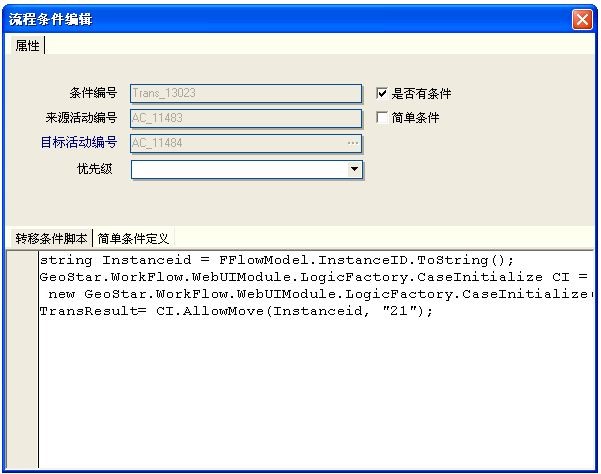 流程条件编辑
属性
条件编号 Trans_13023 是否有条件
来源活动编号 AC_11483 简单条件
目标活动编号 AC_11484 ...
优先级
转移条件脚本 简单条件定义
string Instanceid = FFlowModel.InstanceID.ToString();
GeoStar.WorkFlow.WebUIModule.LogicFactory.CaseInitialize CI =
new GeoStar.WorkFlow.WebUIModule.LogicFactory.CaseInitialize(
TransResult= CI.AllowMove(Instanceid, "21");